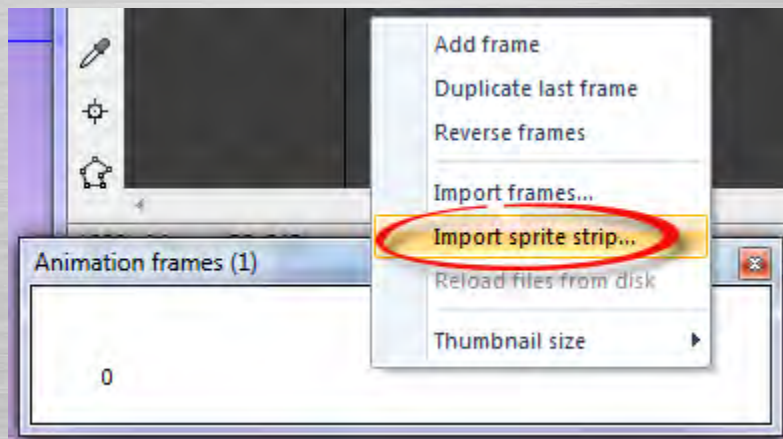 Add frame
Duplicate last frame
Reverse frames
Import frames...
Import sprite strip...
Reload files from disk
Thumbnail size
Animation frames (1)
0